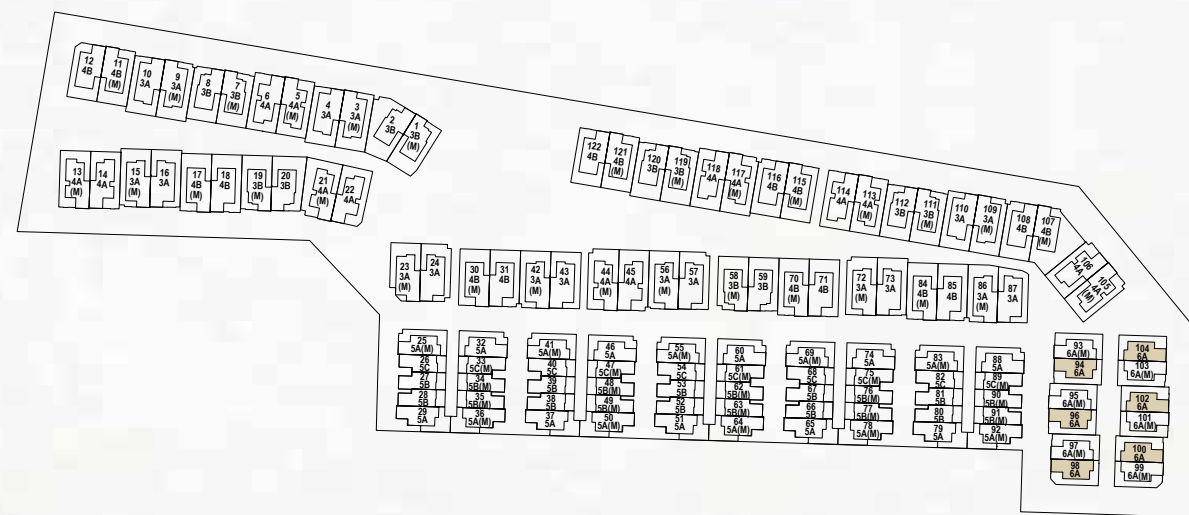 12
4B
11
4B
(M)
10
3A
9
3A
(M)
8
3B
7
3B
(M)
6
4A
5
4A
(M)
4
3A
3
3A
(M)
2
3B
1
3B
(M)
13
4A
(M)
14
4A
15
3A
(M)
16
3A
17
4B
(M)
18
4B
19
3B
(M)
20
3B
21
4A
(M)
22
4A
122
4B
121
4B
(M)
120
3B
119
3B
(M)
118
4A
117
4A
(M)
116
4B
115
4B
(M)
114
4A
113
4A
(M)
112
3B
111
3B
(M)
110
3A
109
3A
(M)
108
4B
107
4B
(M)
106
4A
105
4A
(M)
23
3A
(M)
24
3A
30
4B
(M)
31
4B
42
3A
(M)
43
3A
44
4A
(M)
45
4A
56
3A
(M)
57
3A
58
3B
(M)
59
3B
70
4B
(M)
71
4B
72
3A
(M)
73
3A
84
4B
(M)
85
4B
86
3A
(M)
87
3A
25
5A(M)
26
5C
27
5B
28
5B
29
5A
32
5A
33
5C(M)
34
5B(M)
35
5B(M)
36
5A(M)
41
5A(M)
40
5C
39
5B
38
5B
37
5A
46
5A
47
5C(M)
48
5B(M)
49
5B(M)
50
5A(M)
55
5A(M)
54
5C
53
5B
52
5B
51
5A
60
5A
61
5C(M)
62
5B(M)
63
5B(M)
64
5A(M)
69
5A(M)
68
5C
67
5B
66
5B
65
5A
74
5A
75
5C(M)
76
5B(M)
77
5B(M)
78
5A(M)
83
5A(M)
82
5C
81
5B
80
5B
79
5A
88
5A
89
5C(M)
90
5B(M)
91
5B(M)
92
5A(M)
93
6A(M)
94
6A
95
6A(M)
96
6A
97
6A(M)
98
6A
104
6A
103
6A(M)
102
6A
101
6A(M)
100
6A
99
6A(M)